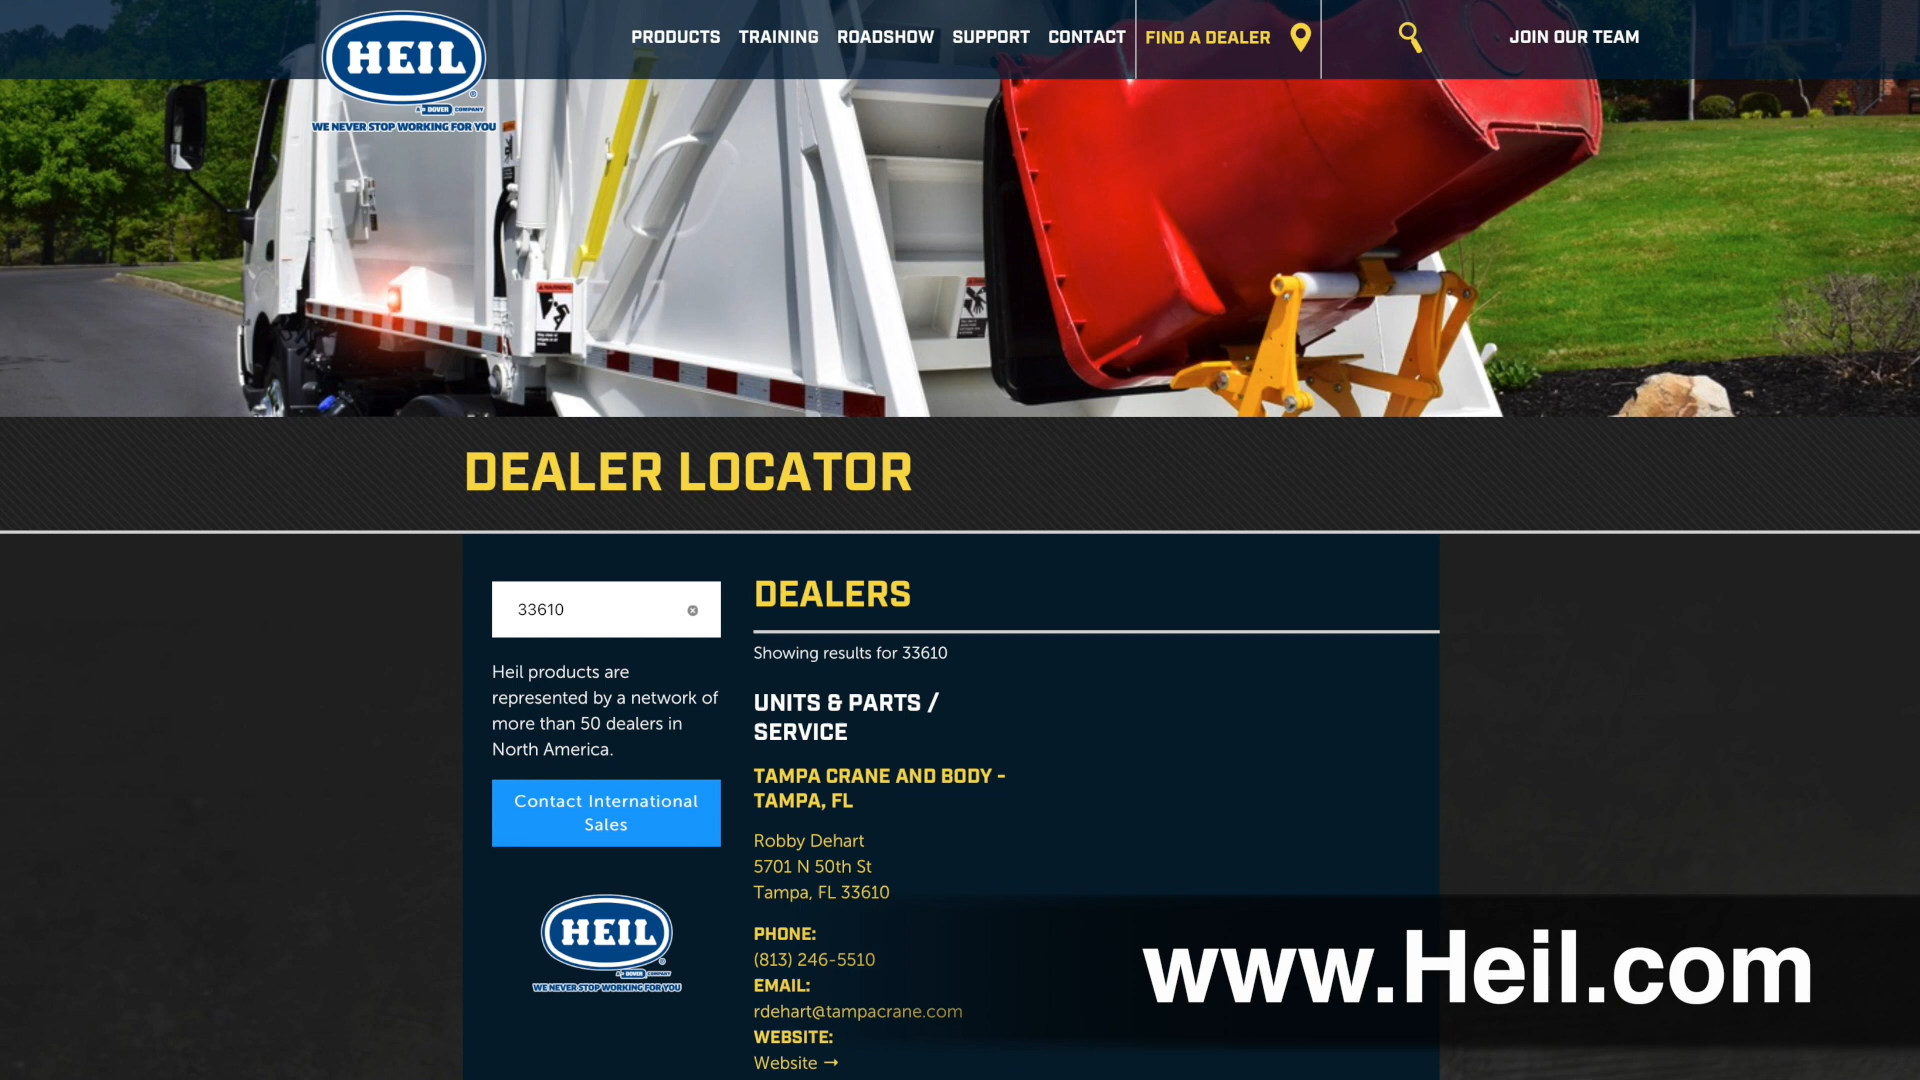 HEIL
®
A DOVER COMPANY
WE NEVER STOP WORKING FOR YOU
PRODUCTS TRAINING ROADSHOW SUPPORT CONTACT FIND A DEALER JOIN OUR TEAM
DEALER LOCATOR
33610
Heil products are
represented by a network of
more than 50 dealers in
North America.
Contact International
Sales
HEIL
®
A DOVER COMPANY
WE NEVER STOP WORKING FOR YOU
DEALERS
Showing results for 33610
UNITS & PARTS /
SERVICE
TAMPA CRANE AND BODY -
TAMPA, FL
Robby Dehart
5701 N 50th St
Tampa, FL 33610
PHONE:
(813) 246-5510
EMAIL:
rdehart@tampacrane.com
WEBSITE:
Website →
www.Heil.com